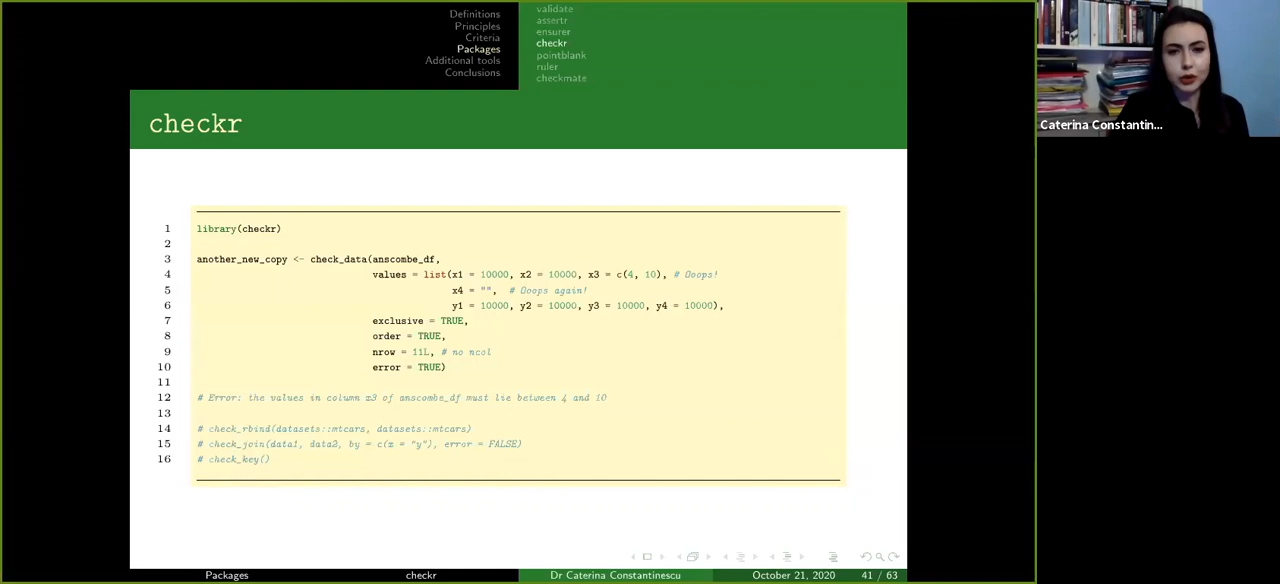 Definitions
Principles
Criteria
Packages
Additional tools
Conclusions
validate
assertr
ensurer
checkr
pointblank
ruler
checkmate
Caterina Constantin...
checkr
1 library(checkr)
2
3 another_new_copy <- check_data(anscombe_df,
4 values = list(x1 = 10000, x2 = 10000, x3 = c(4, 10), # Ooops!
5 x4 = "", # Ooops again!
6 y1 = 10000, y2 = 10000, y3 = 10000, y4 = 10000),
7 exclusive = TRUE,
8 order = TRUE,
9 nrow = 11L, # no ncol
10 error = TRUE)
11
12 # Error: the values in column x3 of anscombe_df must lie between 4 and 10
13
14 # check_rbind(datasets::mtcars, datasets::mtcars)
15 # check_join(data1, data2, by = c(x = "y"), error = FALSE)
16 # check_key()
Packages checkr Dr Caterina Constantinescu October 21, 2020 41 / 63